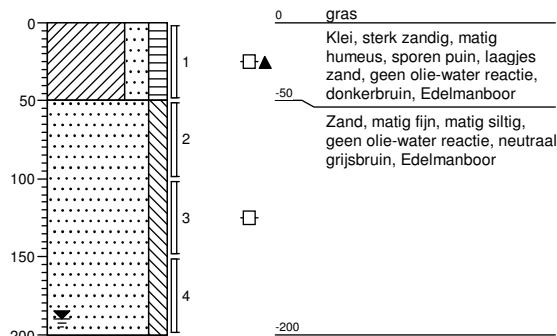 0
50
100
150
200
1
2
3
4
0 gras
Klei, sterk zandig, matig
humeus, sporen puin, laagjes
zand, geen olie-water reactie,
donkerbruin, Edelmanboor
-50
Zand, matig fijn, matig siltig,
geen olie-water reactie, neutraal
grijsbruin, Edelmanboor
-200